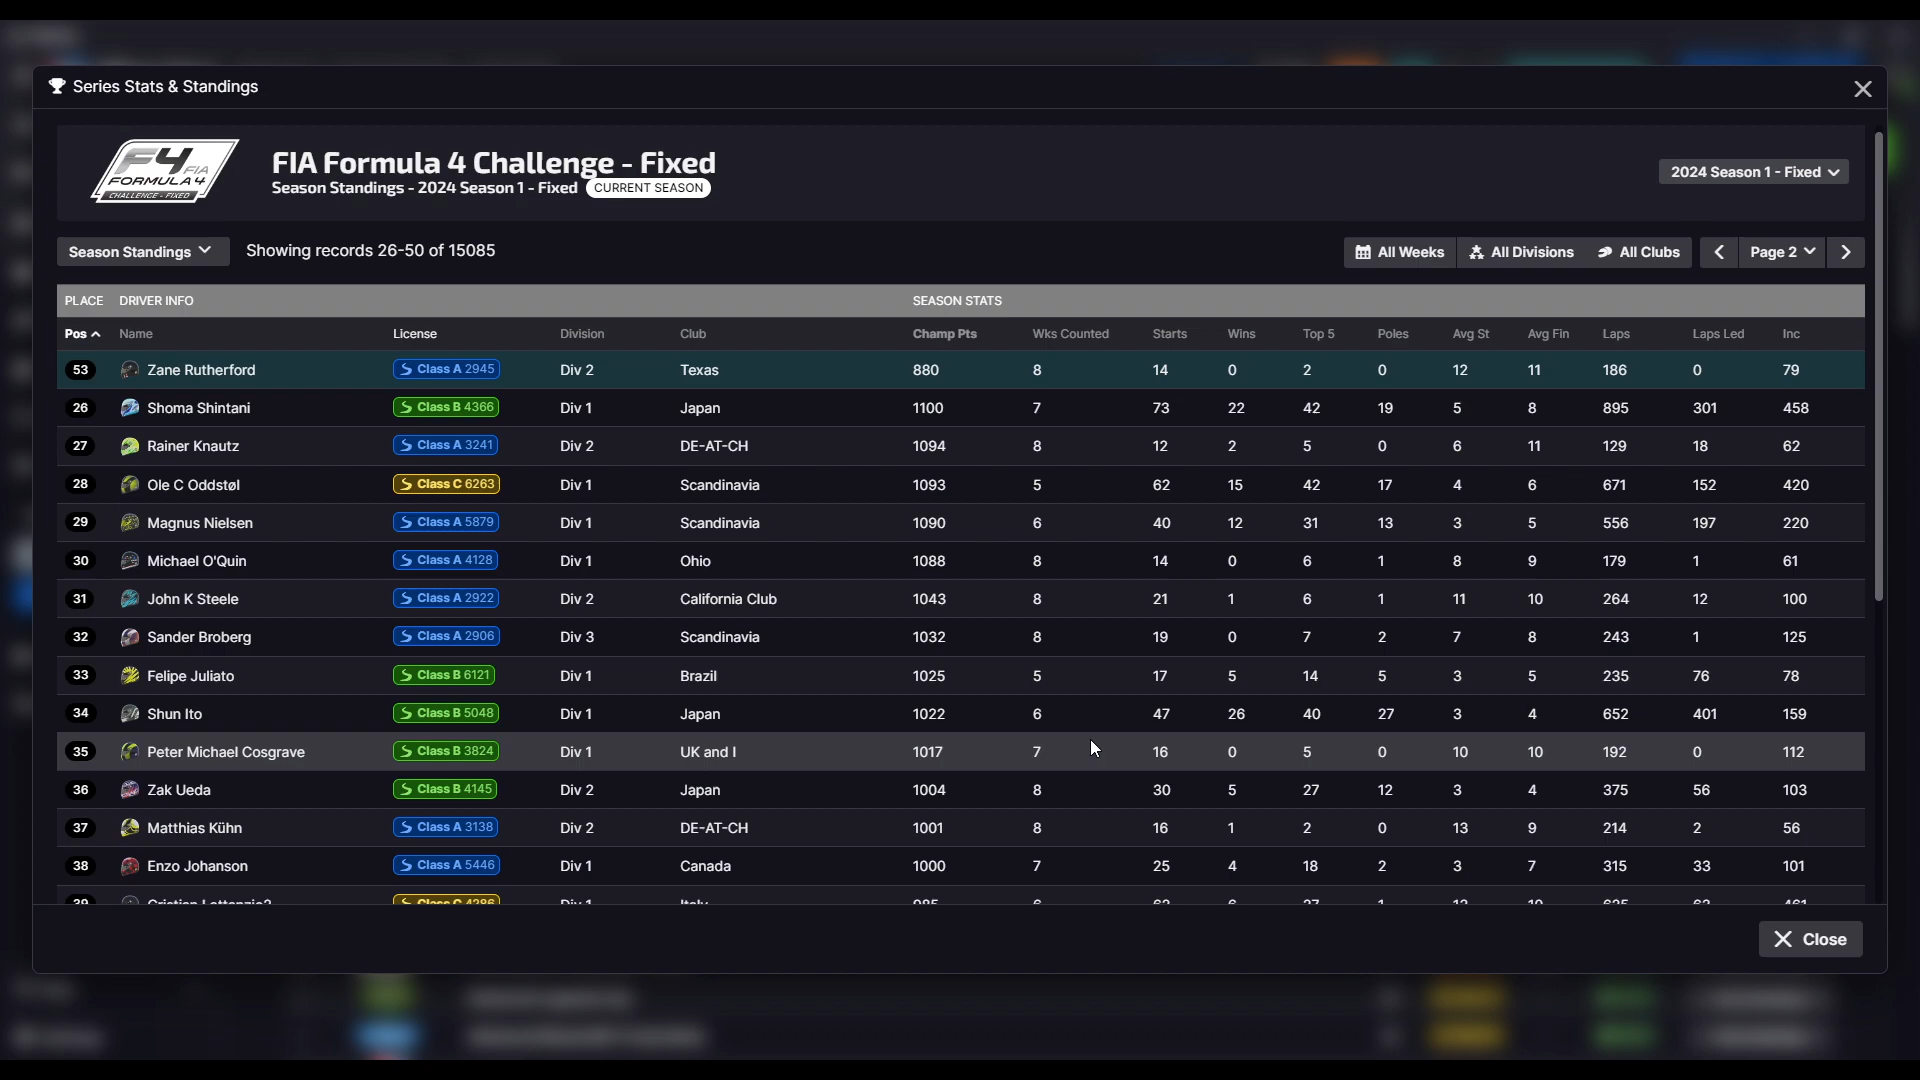 Series Stats & Standings
F4 FIA
FORMULA 4
CHALLENGE - FIXED
FIA Formula 4 Challenge - Fixed
Season Standings - 2024 Season 1 - Fixed CURRENT SEASON
2024 Season 1 - Fixed
Season Standings Showing records 26-50 of 15085 All Weeks All Divisions All Clubs Page 2
PLACE DRIVER INFO SEASON STATS
Pos Name License Division Club Champ Pts Wks Counted Starts Wins Top 5 Poles Avg St Avg Fin Laps Laps Led Inc
53 Zane Rutherford Class A 2945 Div 2 Texas 880 8 14 0 2 0 12 11 186 0 79
26 Shoma Shintani Class B 4366 Div 1 Japan 1100 7 73 22 42 19 5 8 895 301 458
27 Rainer Knautz Class A 3241 Div 2 DE-AT-CH 1094 8 12 2 5 0 6 11 129 18 62
28 Ole C Oddstøl Class C 6263 Div 1 Scandinavia 1093 5 62 15 42 17 4 6 671 152 420
29 Magnus Nielsen Class A 5879 Div 1 Scandinavia 1090 6 40 12 31 13 3 5 556 197 220
30 Michael O'Quin Class A 4128 Div 1 Ohio 1088 8 14 0 6 1 8 9 179 1 61
31 John K Steele Class A 2922 Div 2 California Club 1043 8 21 1 6 1 11 10 264 12 100
32 Sander Broberg Class A 2906 Div 3 Scandinavia 1032 8 19 0 7 2 7 8 243 1 125
33 Felipe Juliato Class B 6121 Div 1 Brazil 1025 5 17 5 14 5 3 5 235 76 78
34 Shun Ito Class B 5048 Div 1 Japan 1022 6 47 26 40 27 3 4 652 401 159
35 Peter Michael Cosgrave Class B 3824 Div 1 UK and I 1017 7 16 0 5 0 10 10 192 0 112
36 Zak Ueda Class B 4145 Div 2 Japan 1004 8 30 5 27 12 3 4 375 56 103
37 Matthias Kühn Class A 3138 Div 2 DE-AT-CH 1001 8 16 1 2 0 13 9 214 2 56
38 Enzo Johanson Class A 5446 Div 1 Canada 1000 7 25 4 18 2 3 7 315 33 101
Close